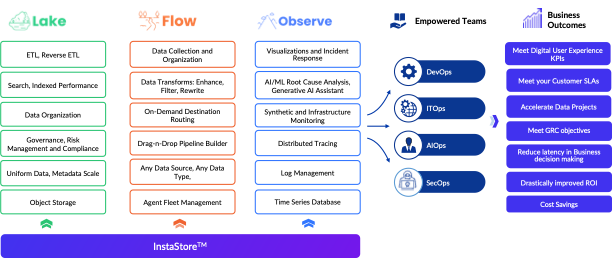 Lake
Flow
Observe
Empowered Teams
Business
Outcomes
ETL, Reverse ETL
Search, Indexed Performance
Data Organization
Governance, Risk
Management and Compliance
Uniform Data, Metadata Scale
Object Storage
Data Collection and
Organization
Data Transforms: Enhance,
Filter, Rewrite
On-Demand Destination
Routing
Drag-n-Drop Pipeline Builder
Any Data Source, Any Data
Type,
Agent Fleet Management
Visualizations and Incident
Response
AI/ML Root Cause Analysis,
Generative AI Assistant
Synthetic and Infrastructure
Monitoring
Distributed Tracing
Log Management
Time Series Database
DevOps
ITOps
AIOps
SecOps
Meet Digital User Experience
KPIs
Meet your Customer SLAs
Accelerate Data Projects
Meet GRC objectives
Reduce latency in Business
decision making
Drastically improved ROI
Cost Savings
InstaStore™